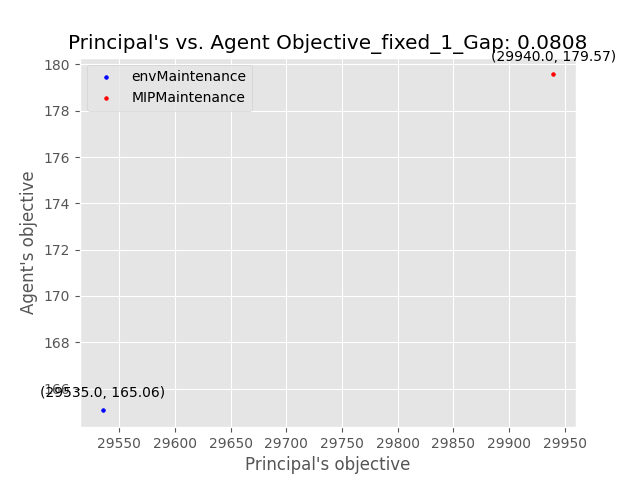 Principal's vs. Agent Objective_fixed_1_Gap: 0.0808
(29940.0, 179.57)
envMaintenance
MIPMaintenance
180
178
176
174
172
170
168
166
(29535.0, 165.06)
Agent's objective
29550 29600 29650 29700 29750 29800 29850 29900 29950
Principal's objective